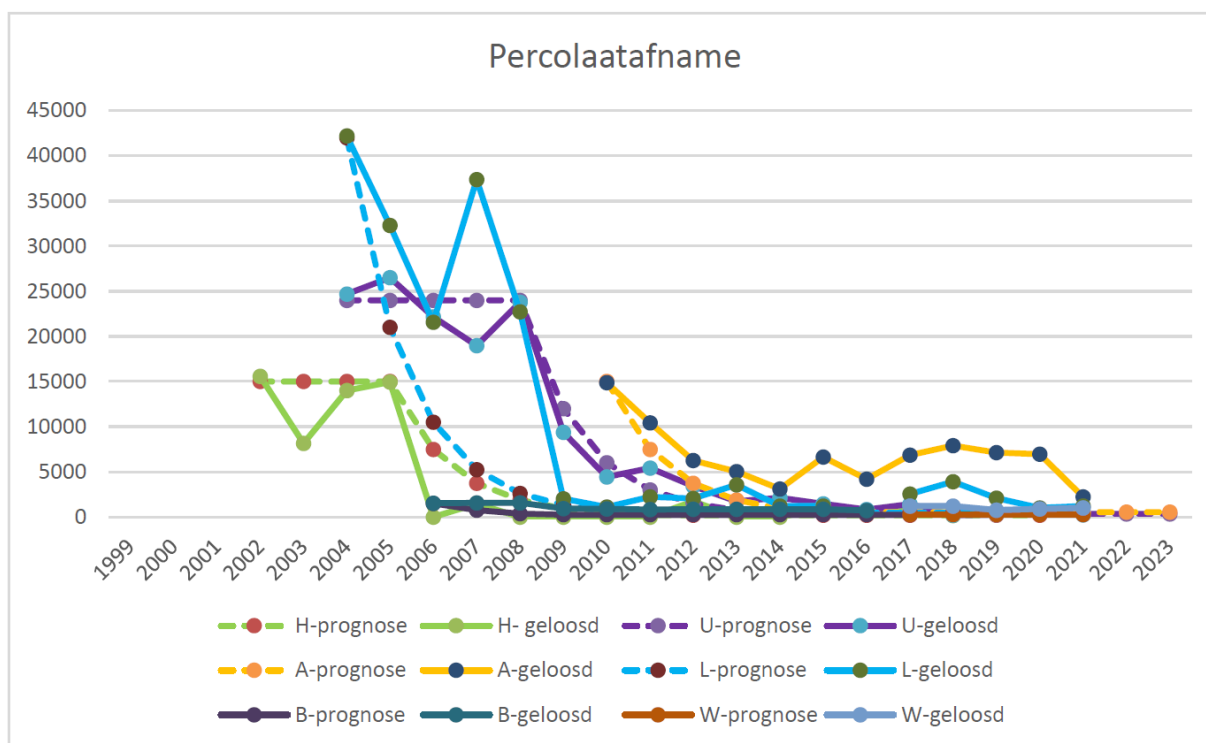 Percolaatafname
45000
40000
35000
30000
25000
20000
15000
10000
5000
0
1999 2000 2001 2002 2003 2004 2005 2006 2007 2008 2009 2010 2011 2012 2013 2014 2015 2016 2017 2018 2019 2020 2021 2022 2023
H-prognose H- geloosd U-prognose U-geloosd
A-prognose A-geloosd L-prognose L-geloosd
B-prognose B-geloosd W-prognose W-geloosd